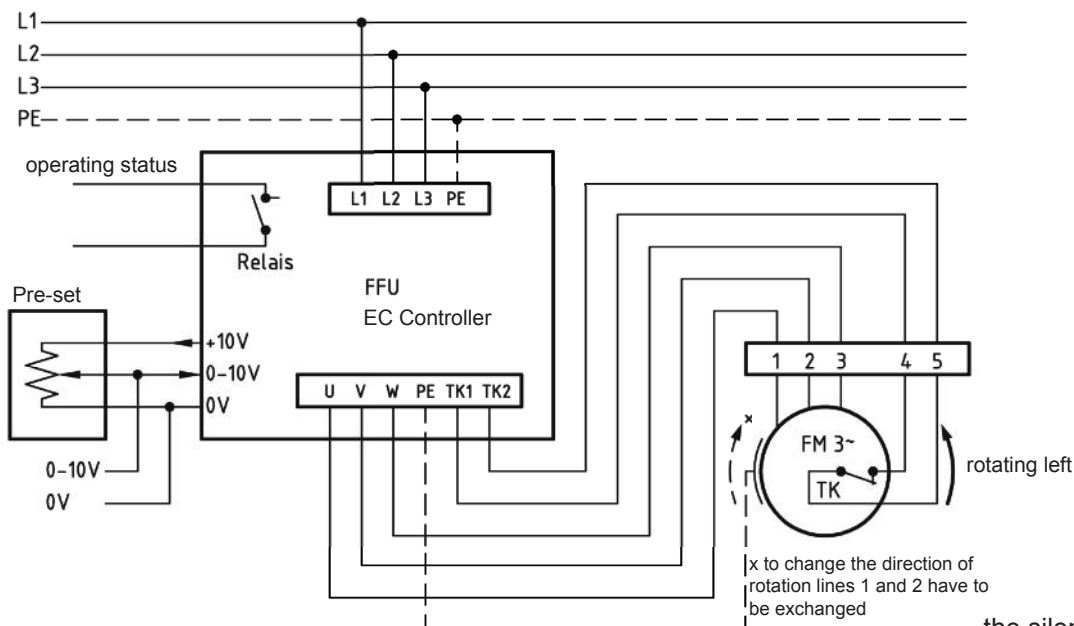 L1
L2
L3
PE
operating status
L1 L2 L3 PE
Relais
FFU
EC Controller
Pre-set
+10V
0-10V
0V
U V W PE TK1 TK2
0-10V
0V
1 2 3 4 5
x
FM 3~
TK
rotating left
x to change the direction of
rotation lines 1 and 2 have to
be exchanged